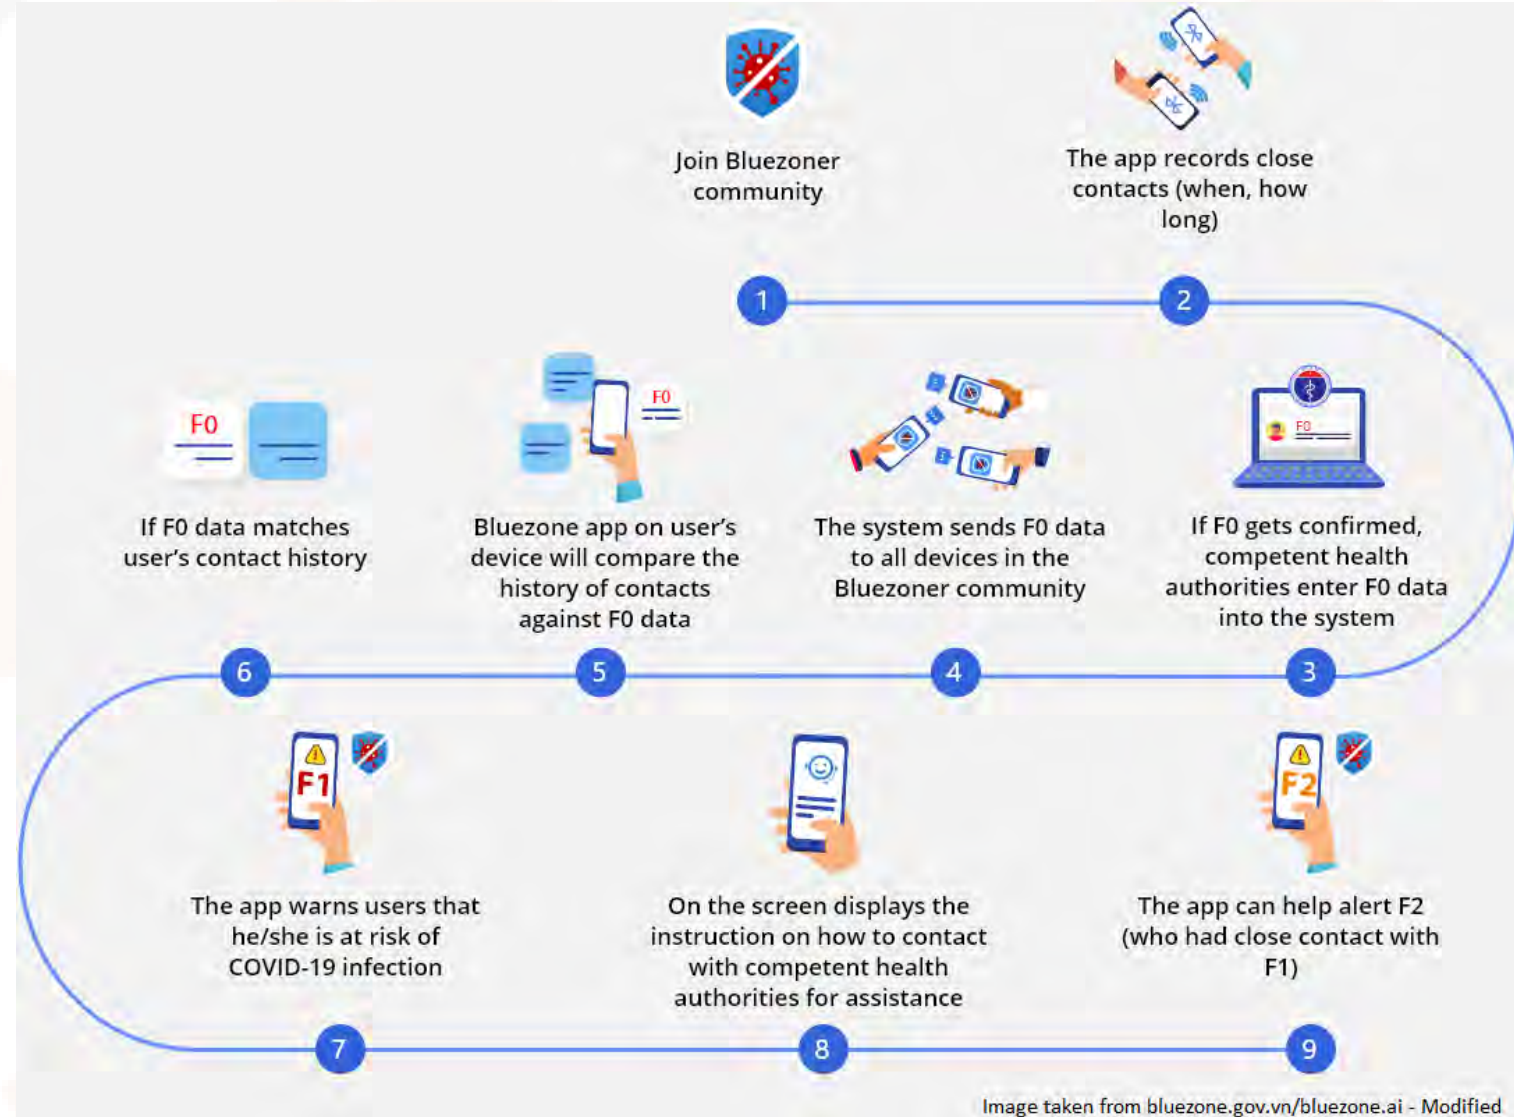 Join Bluezoner
community
The app records close
contacts (when, how
long)
1
2
F0
If F0 gets confirmed,
competent health
authorities enter F0 data
into the system
3
The system sends F0 data
to all devices in the
Bluezoner community
4
F0
Bluezone app on user's
device will compare the
history of contacts
against F0 data
5
F0
If F0 data matches
user's contact history
6
F1
The app warns users that
he/she is at risk of
COVID-19 infection
7
On the screen displays the
instruction on how to contact
with competent health
authorities for assistance
8
F2
The app can help alert F2
(who had close contact with
F1)
9
Image taken from bluezone.gov.vn/bluezone.ai - Modified